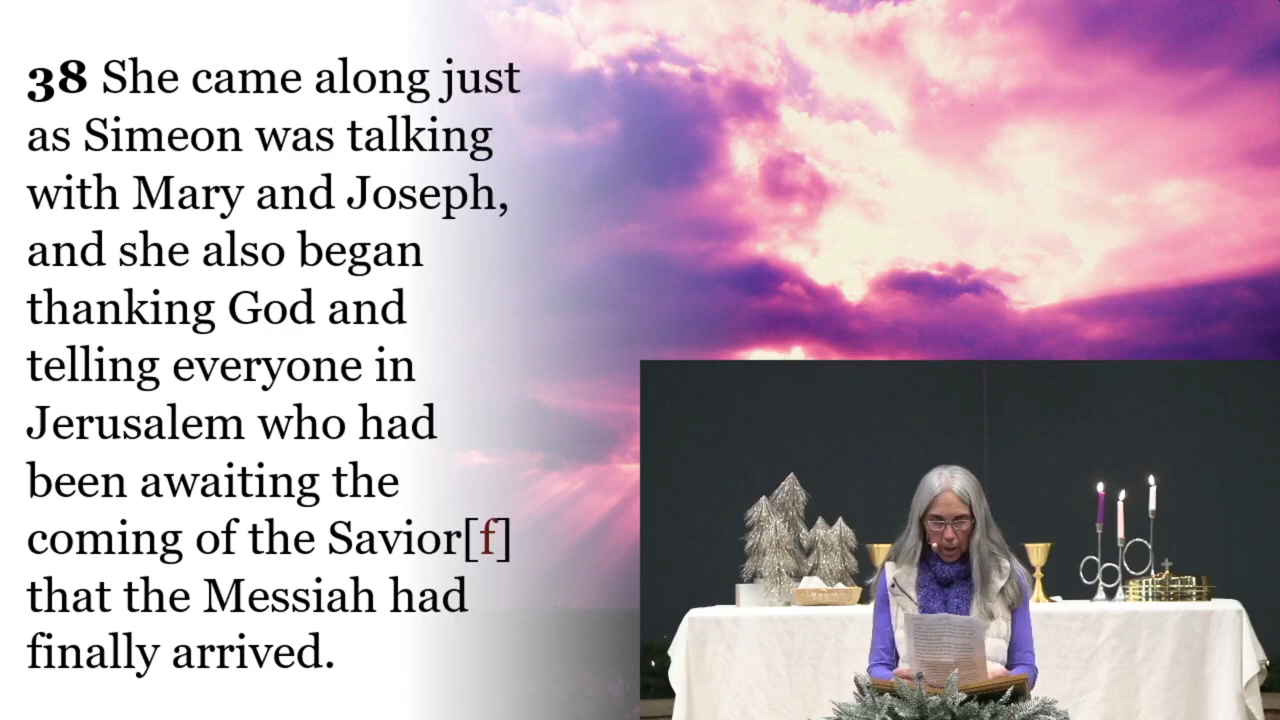 38 She came along just
as Simeon was talking
with Mary and Joseph,
and she also began
thanking God and
telling everyone in
Jerusalem who had
been awaiting the
coming of the Savior[f]
that the Messiah had
finally arrived.